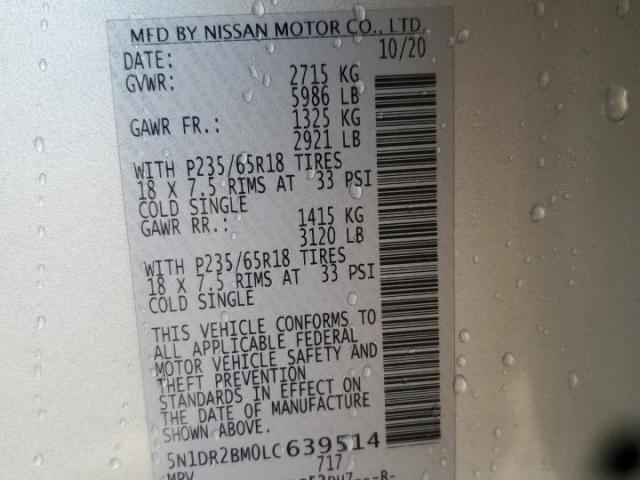 MFD BY NISSAN MOTOR CO., LTD.
DATE: 10/20
GVWR: 2715 KG
5986 LB
GAWR FR.: 1325 KG
2921 LB
WITH P235/65R18 TIRES
18 X 7.5 RIMS AT 33 PSI
COLD SINGLE
GAWR RR.: 1415 KG
3120 LB
WITH P235/65R18 TIRES
18 X 7.5 RIMS AT 33 PSI
COLD SINGLE
THIS VEHICLE CONFORMS TO
ALL APPLICABLE FEDERAL
MOTOR VEHICLE SAFETY AND
THEFT PREVENTION
STANDARDS IN EFFECT ON
THE DATE OF MANUFACTURE
SHOWN ABOVE.
5N1DR2BM0LC639514
717
MPV